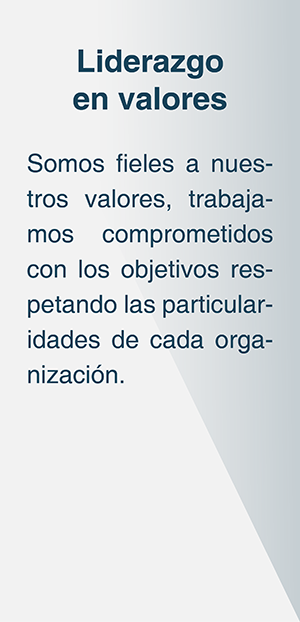 Liderazgo
en valores
Somos fieles a nues-
tros valores, trabaja-
mos comprometidos
con los objetivos res-
petando las particular-
idades de cada orga-
nización.